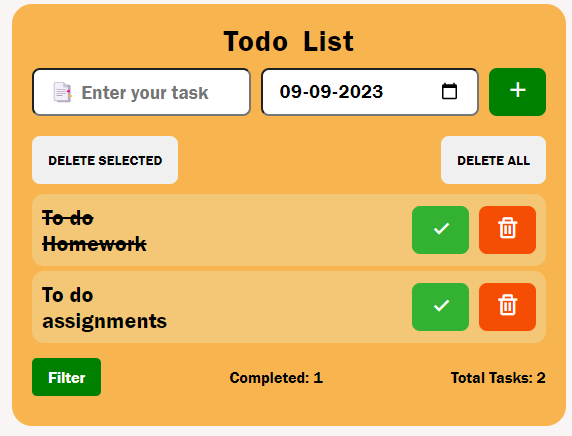 Todo List
Enter your task
09-09-2023
+
DELETE SELECTED
DELETE ALL
To do
Homework
To do
assignments
Filter
Completed: 1
Total Tasks: 2